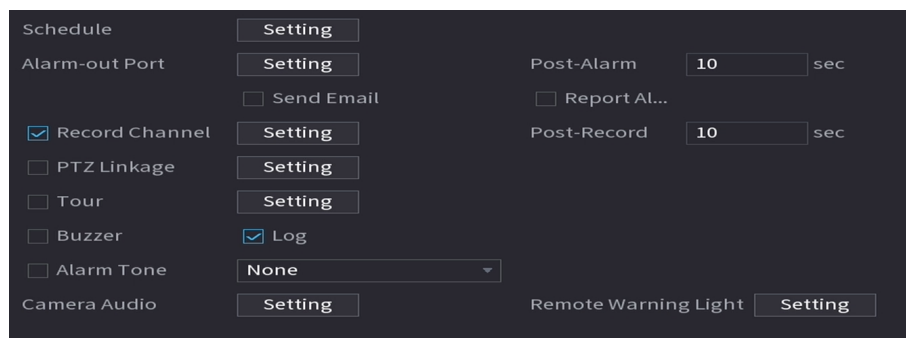 Schedule Setting
Alarm-out Port Setting Post-Alarm 10 sec
Send Email Report Al...
Record Channel Setting Post-Record 10 sec
PTZ Linkage Setting
Tour Setting
Buzzer Log
Alarm Tone None
Camera Audio Setting Remote Warning Light Setting